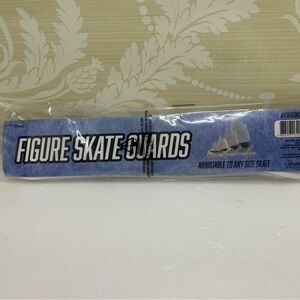 FIGURE SKATE GUARDS
ADJUSTABLE TO ANY SIZE SKATE